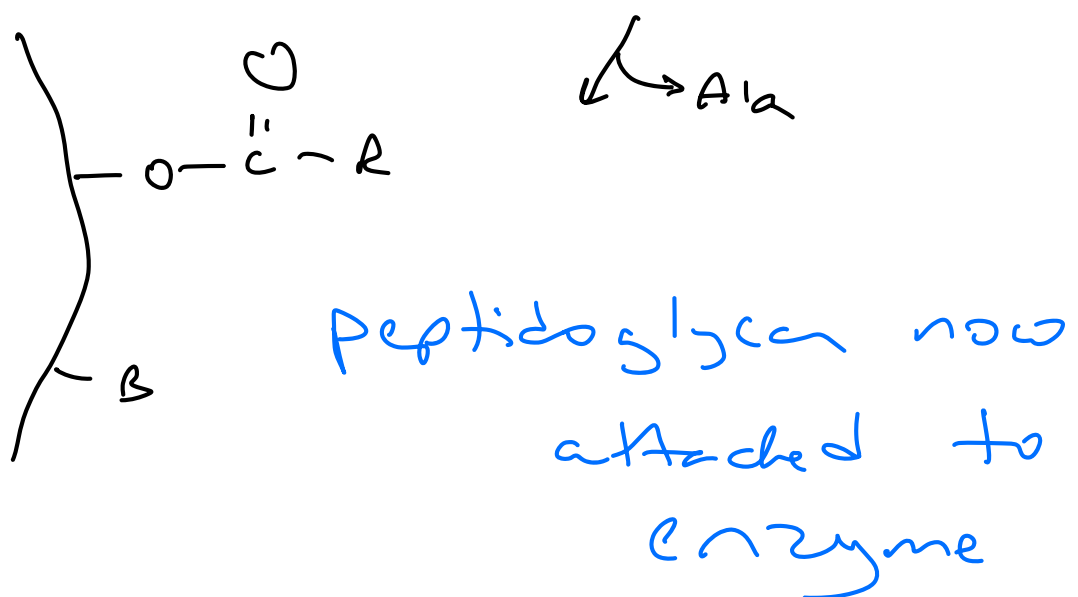 O
Ala
O — C — R
B
peptidoglycan now
attached to
enzyme